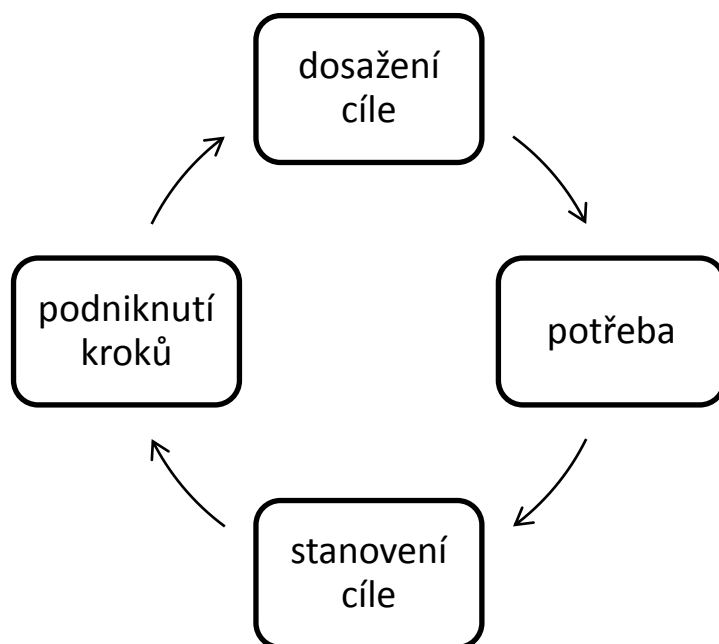 dosažení
cíle
potřeba
stanovení
cíle
podniknutí
kroků